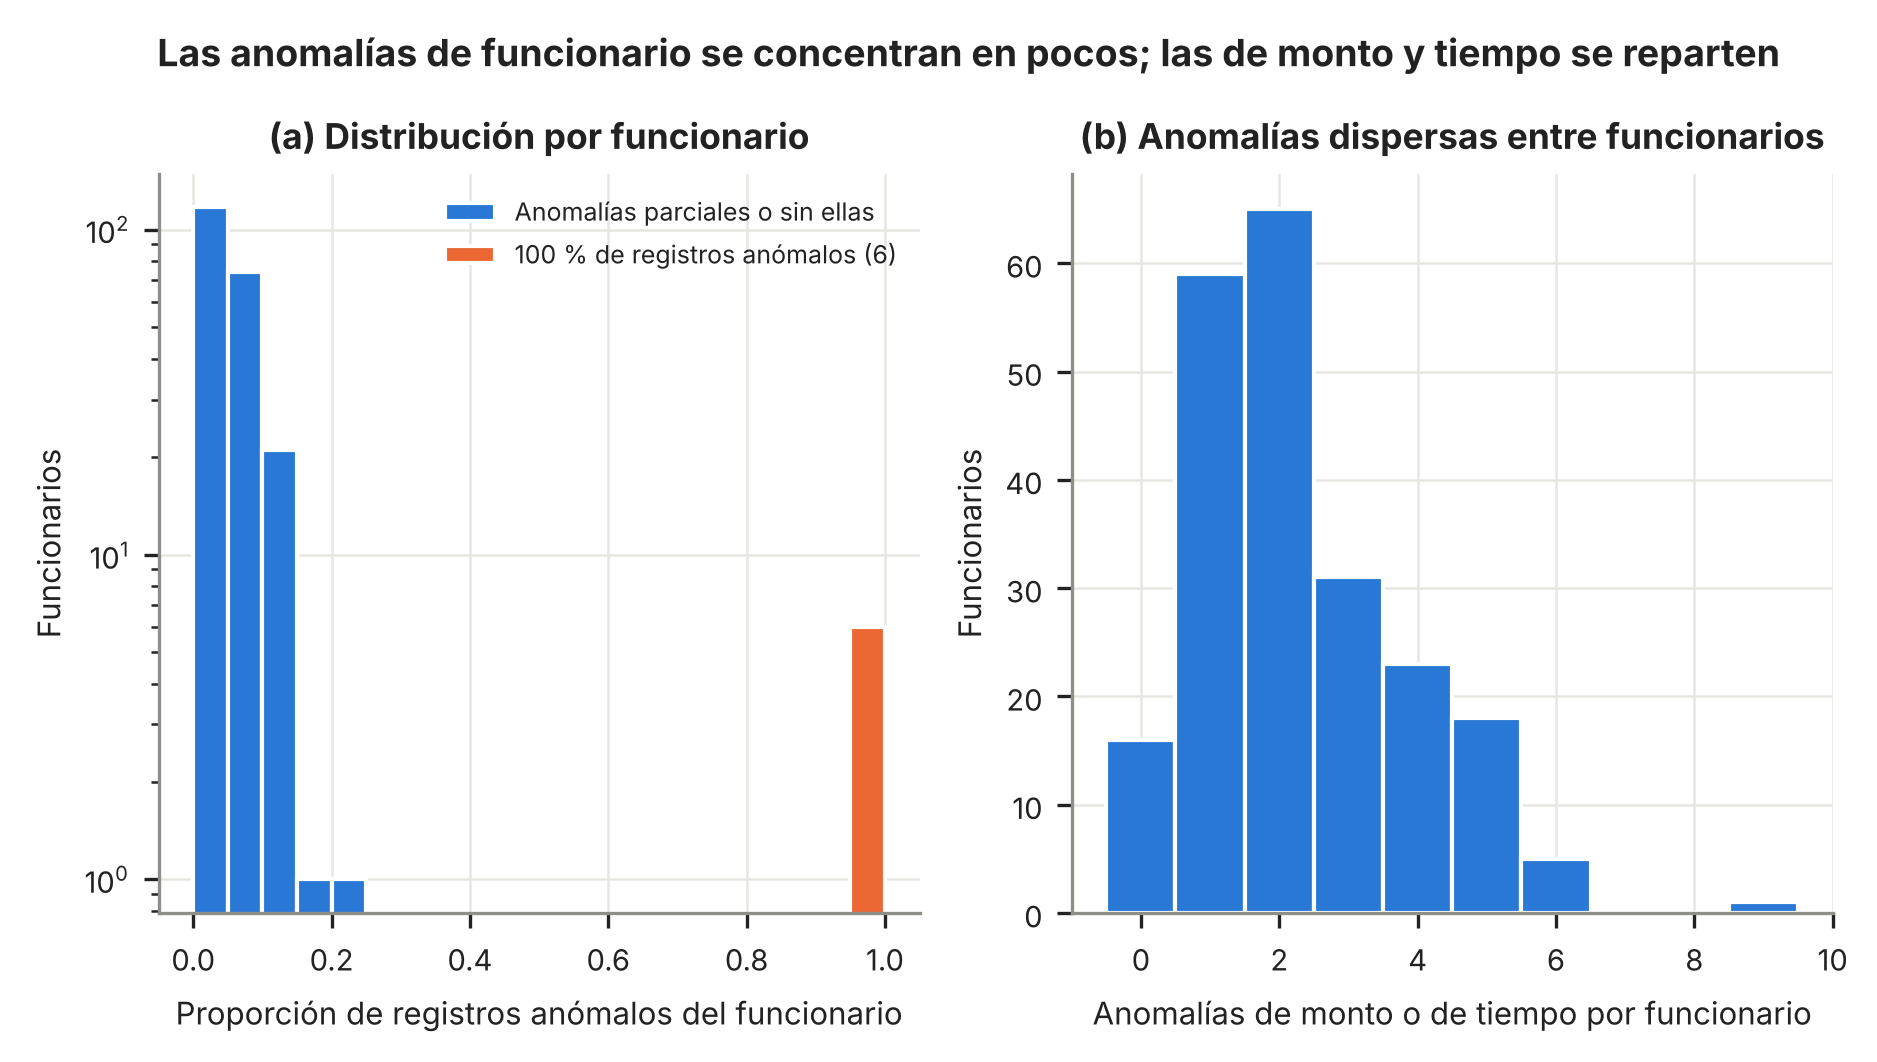 Las anomalías de funcionario se concentran en pocos; las de monto y tiempo se reparten
(a) Distribución por funcionario
Anomalías parciales o sin ellas
100 % de registros anómalos (6)
10²
10¹
10⁰
Funcionarios
0.0 0.2 0.4 0.6 0.8 1.0
Proporción de registros anómalos del funcionario
(b) Anomalías dispersas entre funcionarios
60
50
40
30
20
10
0
Funcionarios
0 2 4 6 8 10
Anomalías de monto o de tiempo por funcionario